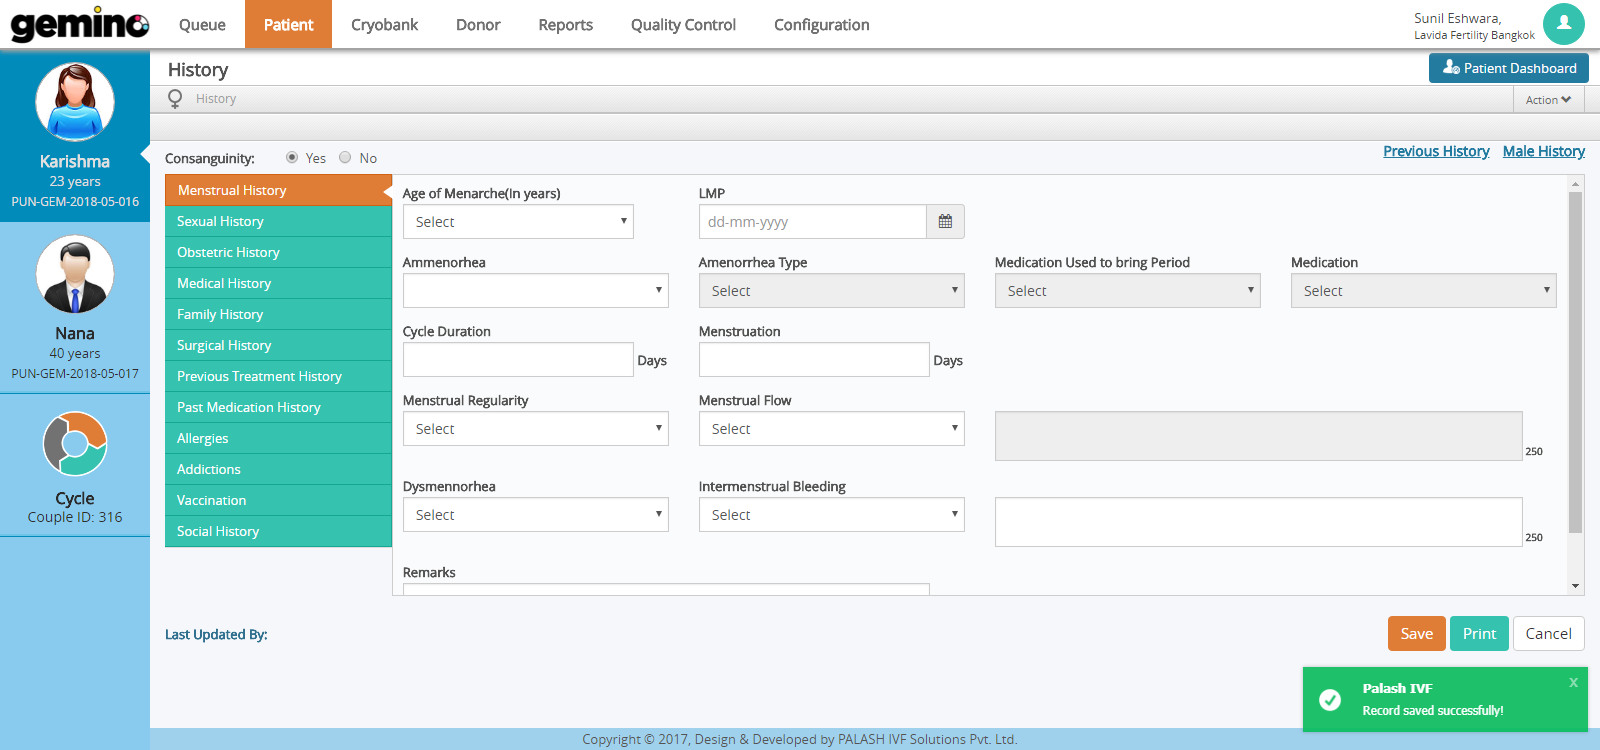 gemino
Queue
Patient
Cryobank
Donor
Reports
Quality Control
Configuration
Sunil Eshwara,
Lavida Fertility Bangkok
Karishma
23 years
PUN-GEM-2018-05-016
Nana
40 years
PUN-GEM-2018-05-017
Cycle
Couple ID: 316
History
Patient Dashboard
History
Action
Consanguinity:
Yes
No
Previous History
Male History
Menstrual History
Sexual History
Obstetric History
Medical History
Family History
Surgical History
Previous Treatment History
Past Medication History
Allergies
Addictions
Vaccination
Social History
Age of Menarche(In years)
LMP
Select
dd-mm-yyyy
Ammenorhea
Amenorrhea Type
Medication Used to bring Period
Medication
Select
Select
Select
Cycle Duration
Menstruation
Days
Days
Menstrual Regularity
Menstrual Flow
Select
Select
250
Dysmennorhea
Intermenstrual Bleeding
Select
Select
250
Remarks
Last Updated By:
Save
Print
Cancel
Palash IVF
x
Record saved successfully!
Copyright © 2017, Design & Developed by PALASH IVF Solutions Pvt. Ltd.